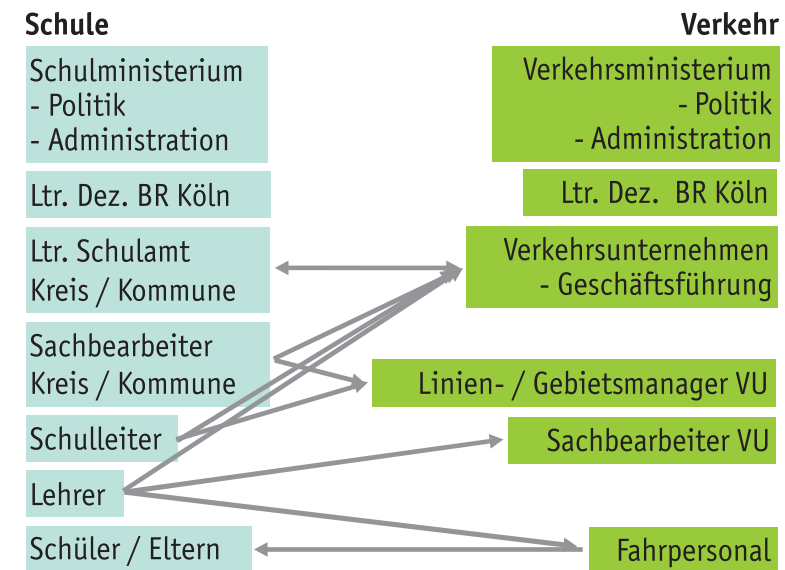 Schule
Schulministerium
- Politik
- Administration
Ltr. Dez. BR Köln
Ltr. Schulamt
Kreis / Kommune
Sachbearbeiter
Kreis / Kommune
Schulleiter
Lehrer
Schüler / Eltern
Verkehr
Verkehrsministerium
- Politik
- Administration
Ltr. Dez. BR Köln
Verkehrsunternehmen
- Geschäftsführung
Linien- / Gebietsmanager VU
Sachbearbeiter VU
Fahrpersonal